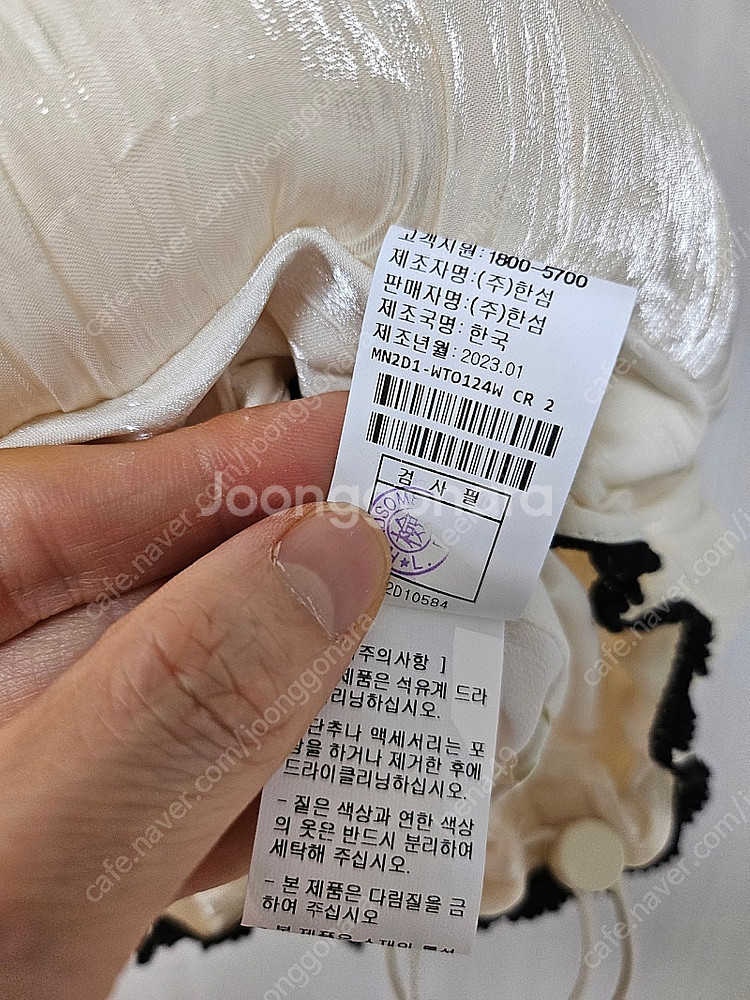 고객지원: 1800-5700
제조자명:(주)한섬
판매자명:(주)한섬
제조국명: 한국
제조년월: 2023.01
MN2D1-WTO124W CR 2
검 사 필
2D10584
주의사항 ]
제품은 석유계 드라
리닝하십시오.
단추나 액세서리는 포
을 하거나 제거한 후에
드라이클리닝하십시오.
- 짙은 색상과 연한 색상
의 옷은 반드시 분리하여
세탁해 주십시오.
- 본 제품은 다림질을 금
하여 주십시오
Joonggonara
cafe.naver.com/joonggonara